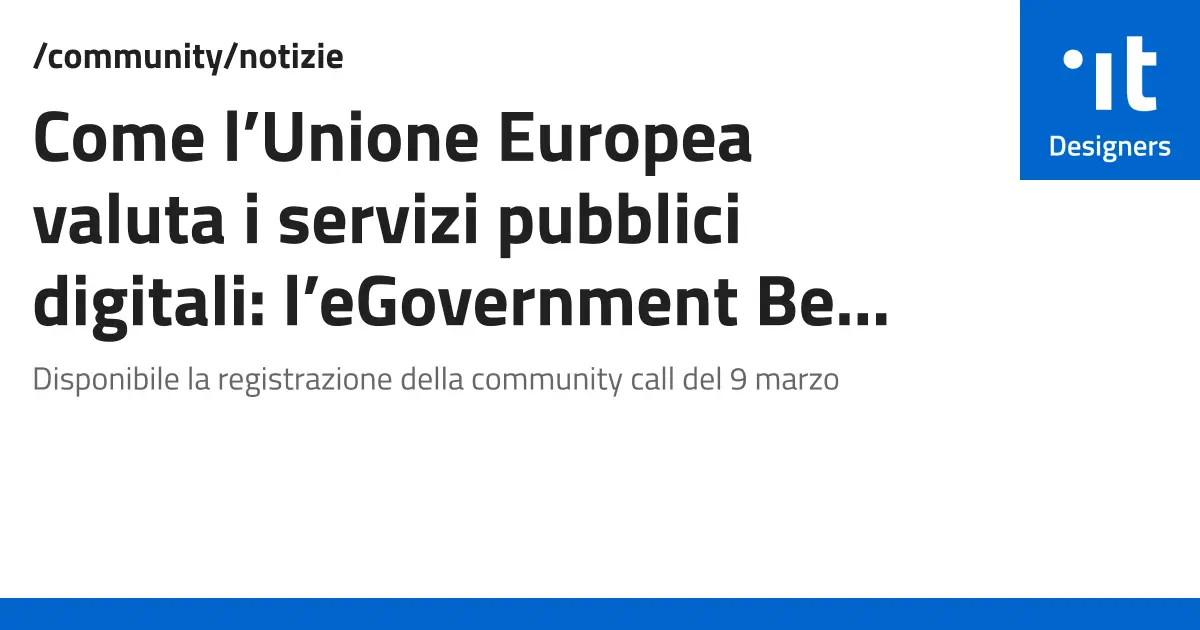 /community/notizie
Come l’Unione Europea
valuta i servizi pubblici
digitali: l’eGovernment Be...
Disponibile la registrazione della community call del 9 marzo
it
Designers